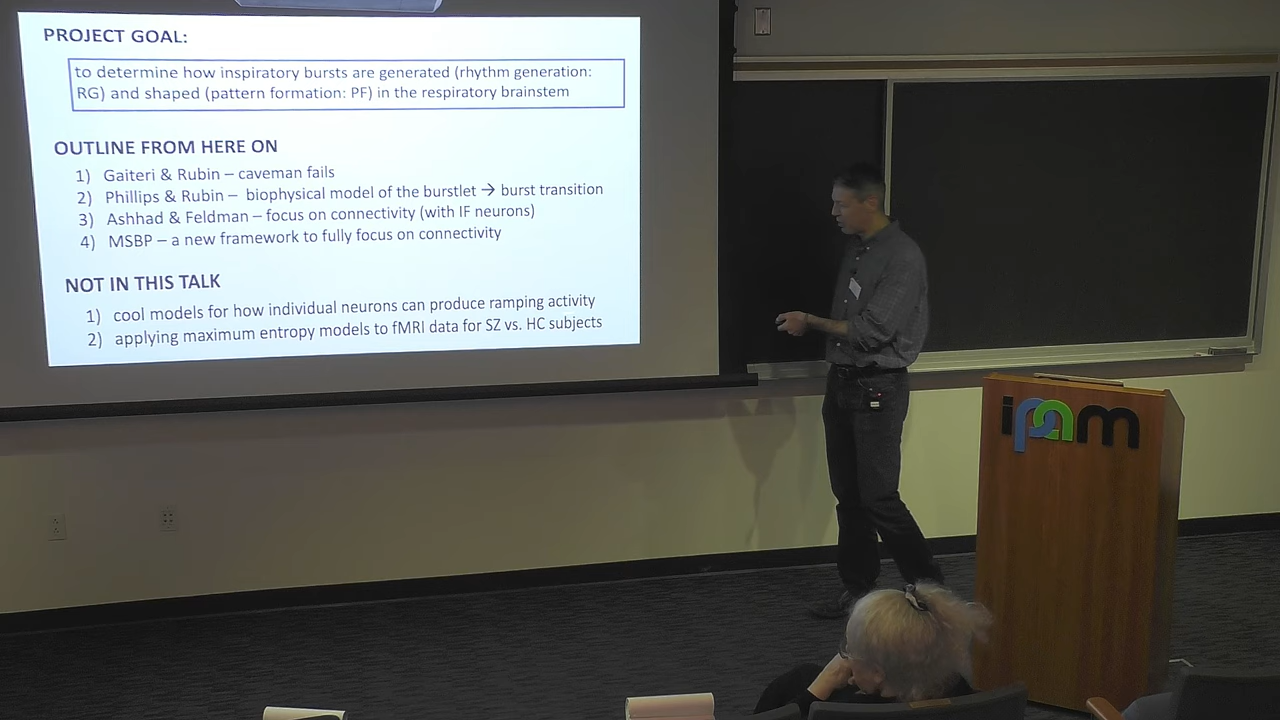 PROJECT GOAL:
to determine how inspiratory bursts are generated (rhythm generation:
RG) and shaped (pattern formation: PF) in the respiratory brainstem
OUTLINE FROM HERE ON
1) Gaiteri & Rubin – caveman fails
2) Phillips & Rubin – biophysical model of the burstlet → burst transition
3) Ashhad & Feldman – focus on connectivity (with IF neurons)
4) MSBP – a new framework to fully focus on connectivity
NOT IN THIS TALK
1) cool models for how individual neurons can produce ramping activity
2) applying maximum entropy models to fMRI data for SZ vs. HC subjects
ipam